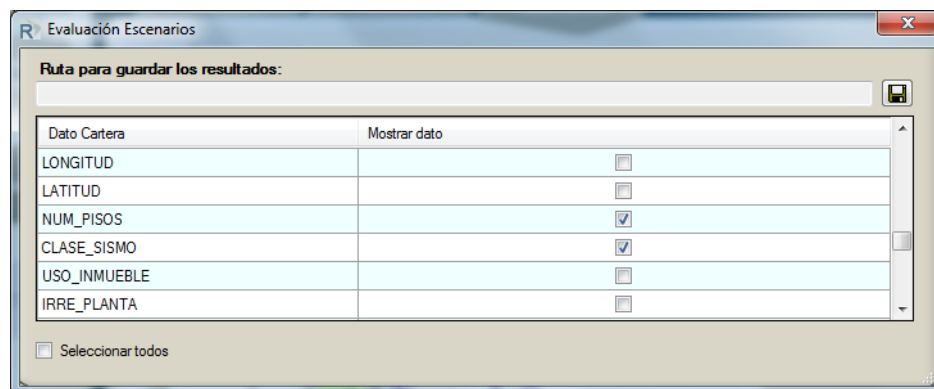 R Evaluación Escenarios
Ruta para guardar los resultados:
Dato Cartera Mostrar dato
LONGITUD
LATITUD
NUM_PISOS
CLASE_SISMO
USO_INMUEBLE
IRRE_PLANTA
Seleccionar todos